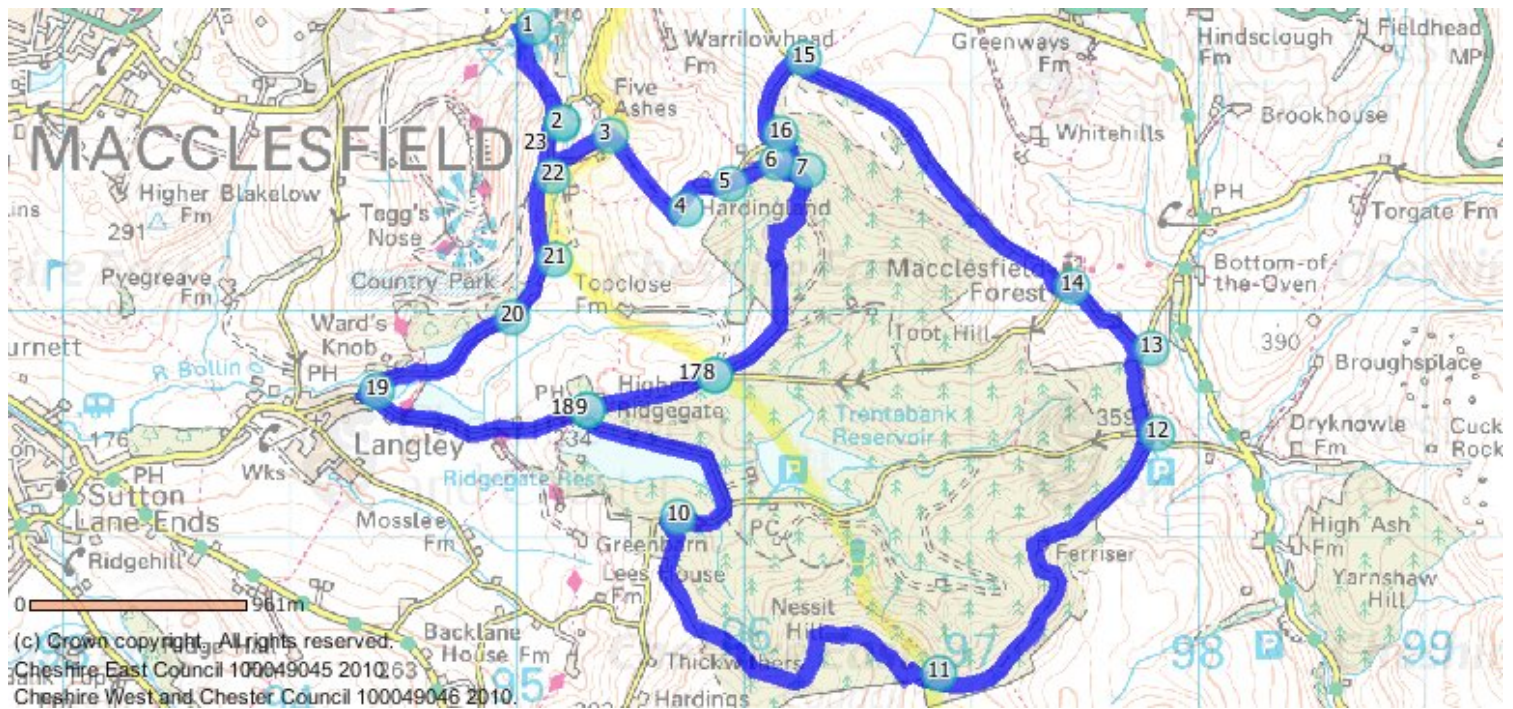 1
Warrilowhead
Fm
15
Greenways
Fm
Hindsclough
Fm
Fieldhead
MP
Five
Ashes
2
3
23
16
Brookhouse
Whitehills
MACCLESFIELD
22
5
6
7
PH
Higher Blakelow
Fm
291
Tegg's
Nose
4
Hardingland
Torgate Fm
21
Pyegreave
Fm
Country Park
Topclose
Fm
Macclesfield
Forest
14
Bottom-of-
the-Oven
20
Ward's
Knob
Toot Hill
13
390
Broughsplace
R Bollin
PH
19
178
PH
Higher
Ridgegate
189
234
Trentabank
Reservoir
359
12
Dryknowle
Fm
Cuck
Rock
176
Langley
Wks
PH
Ridgegate Res
P
P
Sutton
Lane Ends
Mosslee
Fm
10
PC
High Ash
Fm
Ridgehill
Greenbarn
Ferriser
Lees House
Fm
Yarnshaw
Hill
0 961m
Nessit
Hill
(c) Crown copyright. All rights reserved.
Backlane
House Fm
96
97
98
P
99
Cheshire East Council 100049045 2010.
263
95
Thickwithers
11
Cheshire West and Chester Council 100049046 2010.
Hardings